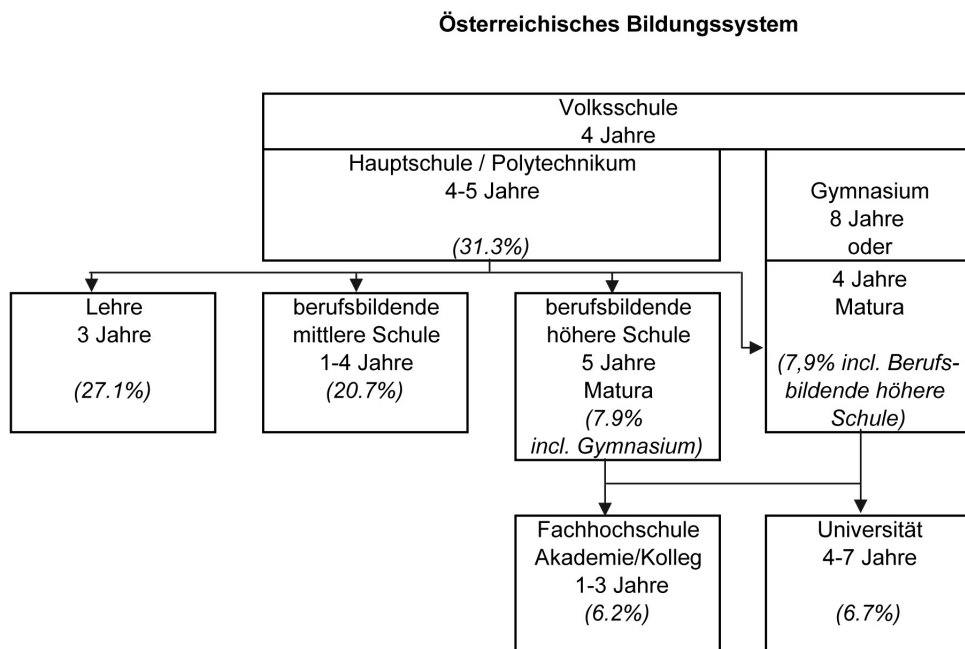 Österreichisches Bildungssystem
Volksschule
4 Jahre
Hauptschule / Polytechnikum
4-5 Jahre
(31.3%)
Gymnasium
8 Jahre
oder
4 Jahre
Matura
(7,9% incl. Berufs-
bildende höhere
Schule)
Lehre
3 Jahre
(27.1%)
berufsbildende
mittlere Schule
1-4 Jahre
(20.7%)
berufsbildende
höhere Schule
5 Jahre
Matura
(7.9%
incl. Gymnasium)
Fachhochschule
Akademie/Kolleg
1-3 Jahre
(6.2%)
Universität
4-7 Jahre
(6.7%)